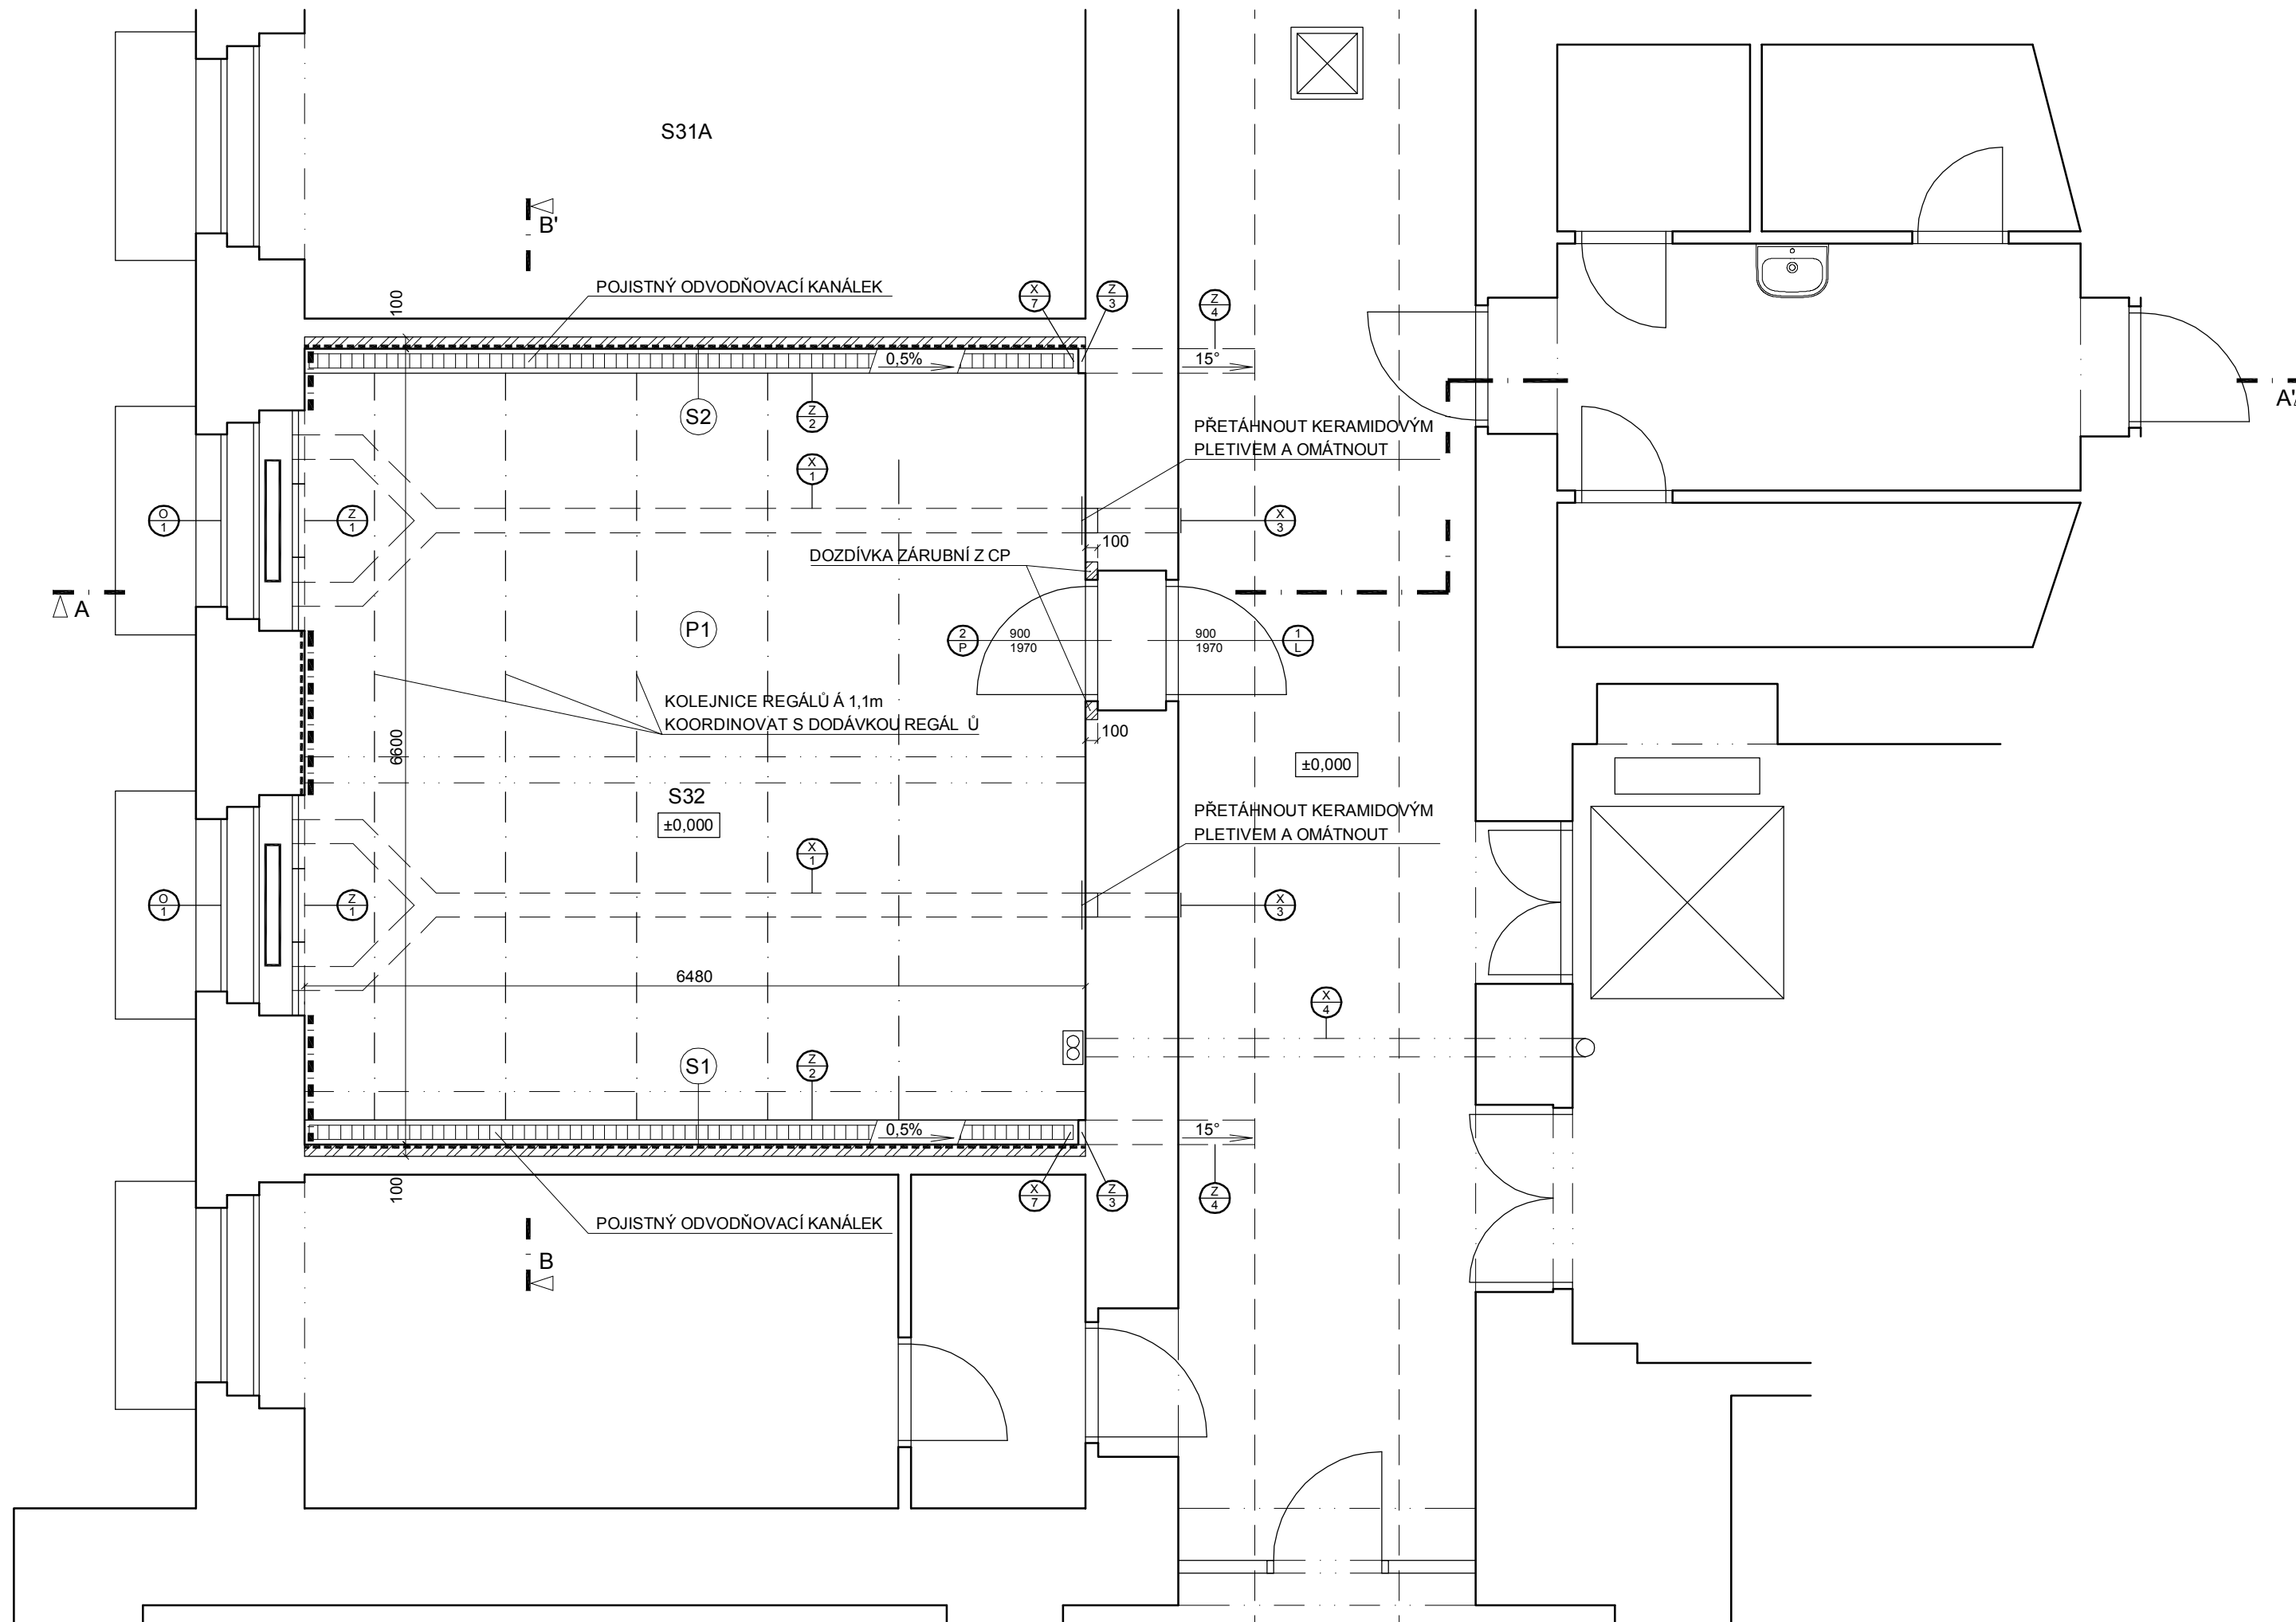 S31A
B'
POJISTNÝ ODVODŇOVACÍ KANÁLEK
100
X
7
Z
3
Z
4
0,5%
15°
S2
Z
2
A'
PŘETÁHNOUT KERAMIDOVÝM
PLETIVEM A OMÁTNOUT
X
1
O
1
Z
1
X
3
100
DOZDÍVKA ZÁRUBNÍ Z CP
A
P1
2
P
900
1970
900
1970
1
L
KOLEJNICE REGÁLŮ Á 1,1m
KOORDINOVAT S DODÁVKOU REGÁL Ů
100
6600
±0,000
S32
±0,000
PŘETÁHNOUT KERAMIDOVÝM
PLETIVEM A OMÁTNOUT
X
1
O
1
Z
1
X
3
6480
X
4
S1
Z
2
0,5%
15°
100
X
7
Z
3
Z
4
POJISTNÝ ODVODŇOVACÍ KANÁLEK
B